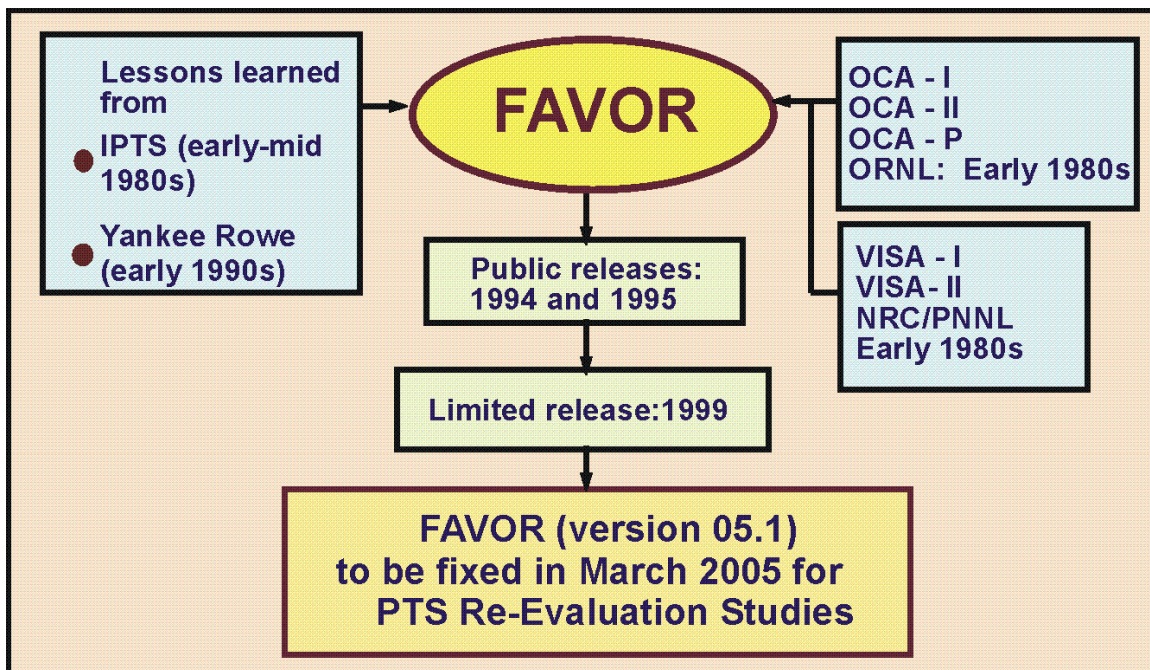 Lessons learned
from
IPTS (early-mid
1980s)
Yankee Rowe
(early 1990s)
FAVOR
OCA - I
OCA - II
OCA - P
ORNL: Early 1980s
VISA - I
VISA - II
NRC/PNNL
Early 1980s
Public releases:
1994 and 1995
Limited release:1999
FAVOR (version 05.1)
to be fixed in March 2005 for
PTS Re-Evaluation Studies